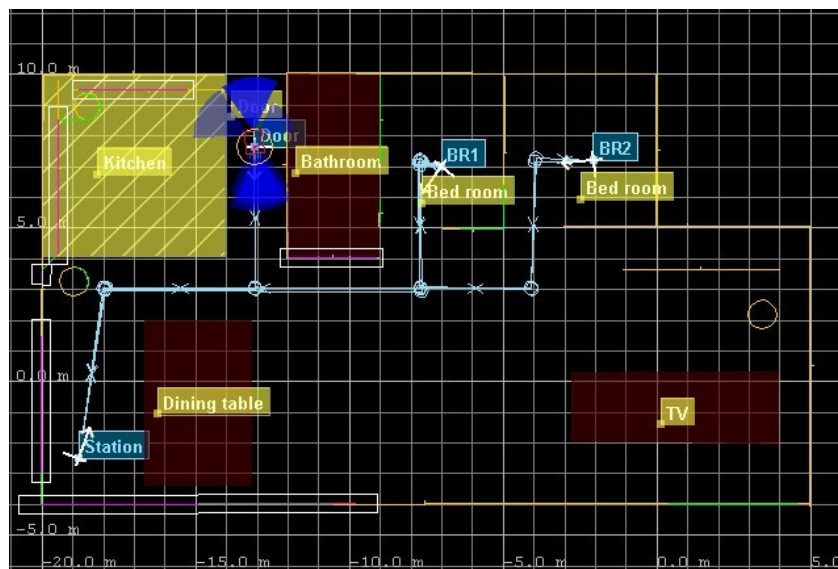 10.0 m
Door
Door
Kitchen
Bathroom
BR1
BR2
Bed room
Bed room
5.0 m
0.0 m
Dining table
TV
Station
-5.0 m
-20.0 m
-15.0 m
-10.0 m
-5.0 m
0.0 m
5.0